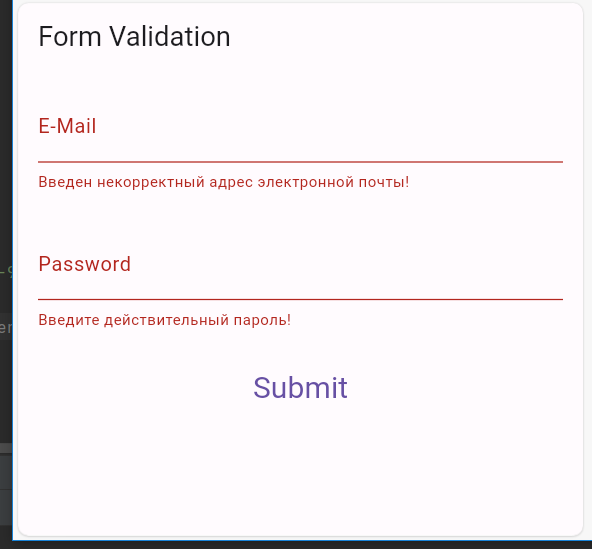 Form Validation
E-Mail
Введен некорректный адрес электронной почты!
Password
Введите действительный пароль!
Submit